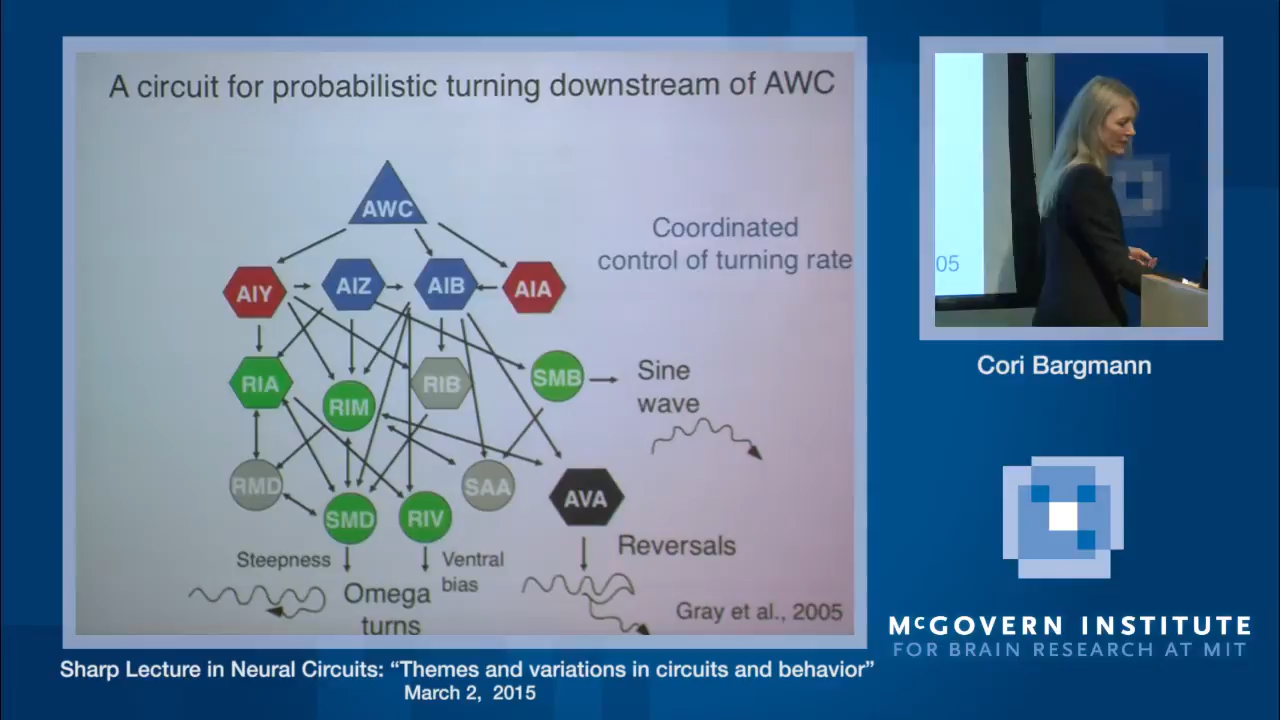 A circuit for probabilistic turning downstream of AWC
AWC
Coordinated
control of turning rate
AIY
AIZ
AIB
AIA
RIA
RIM
RIB
SMB
Sine
wave
RMD
SMD
RIV
SAA
AVA
Reversals
Steepness
Ventral
bias
Omega
turns
Gray et al., 2005
05
Cori Bargmann
McGOVERN INSTITUTE
FOR BRAIN RESEARCH AT MIT
Sharp Lecture in Neural Circuits: “Themes and variations in circuits and behavior”
March 2, 2015